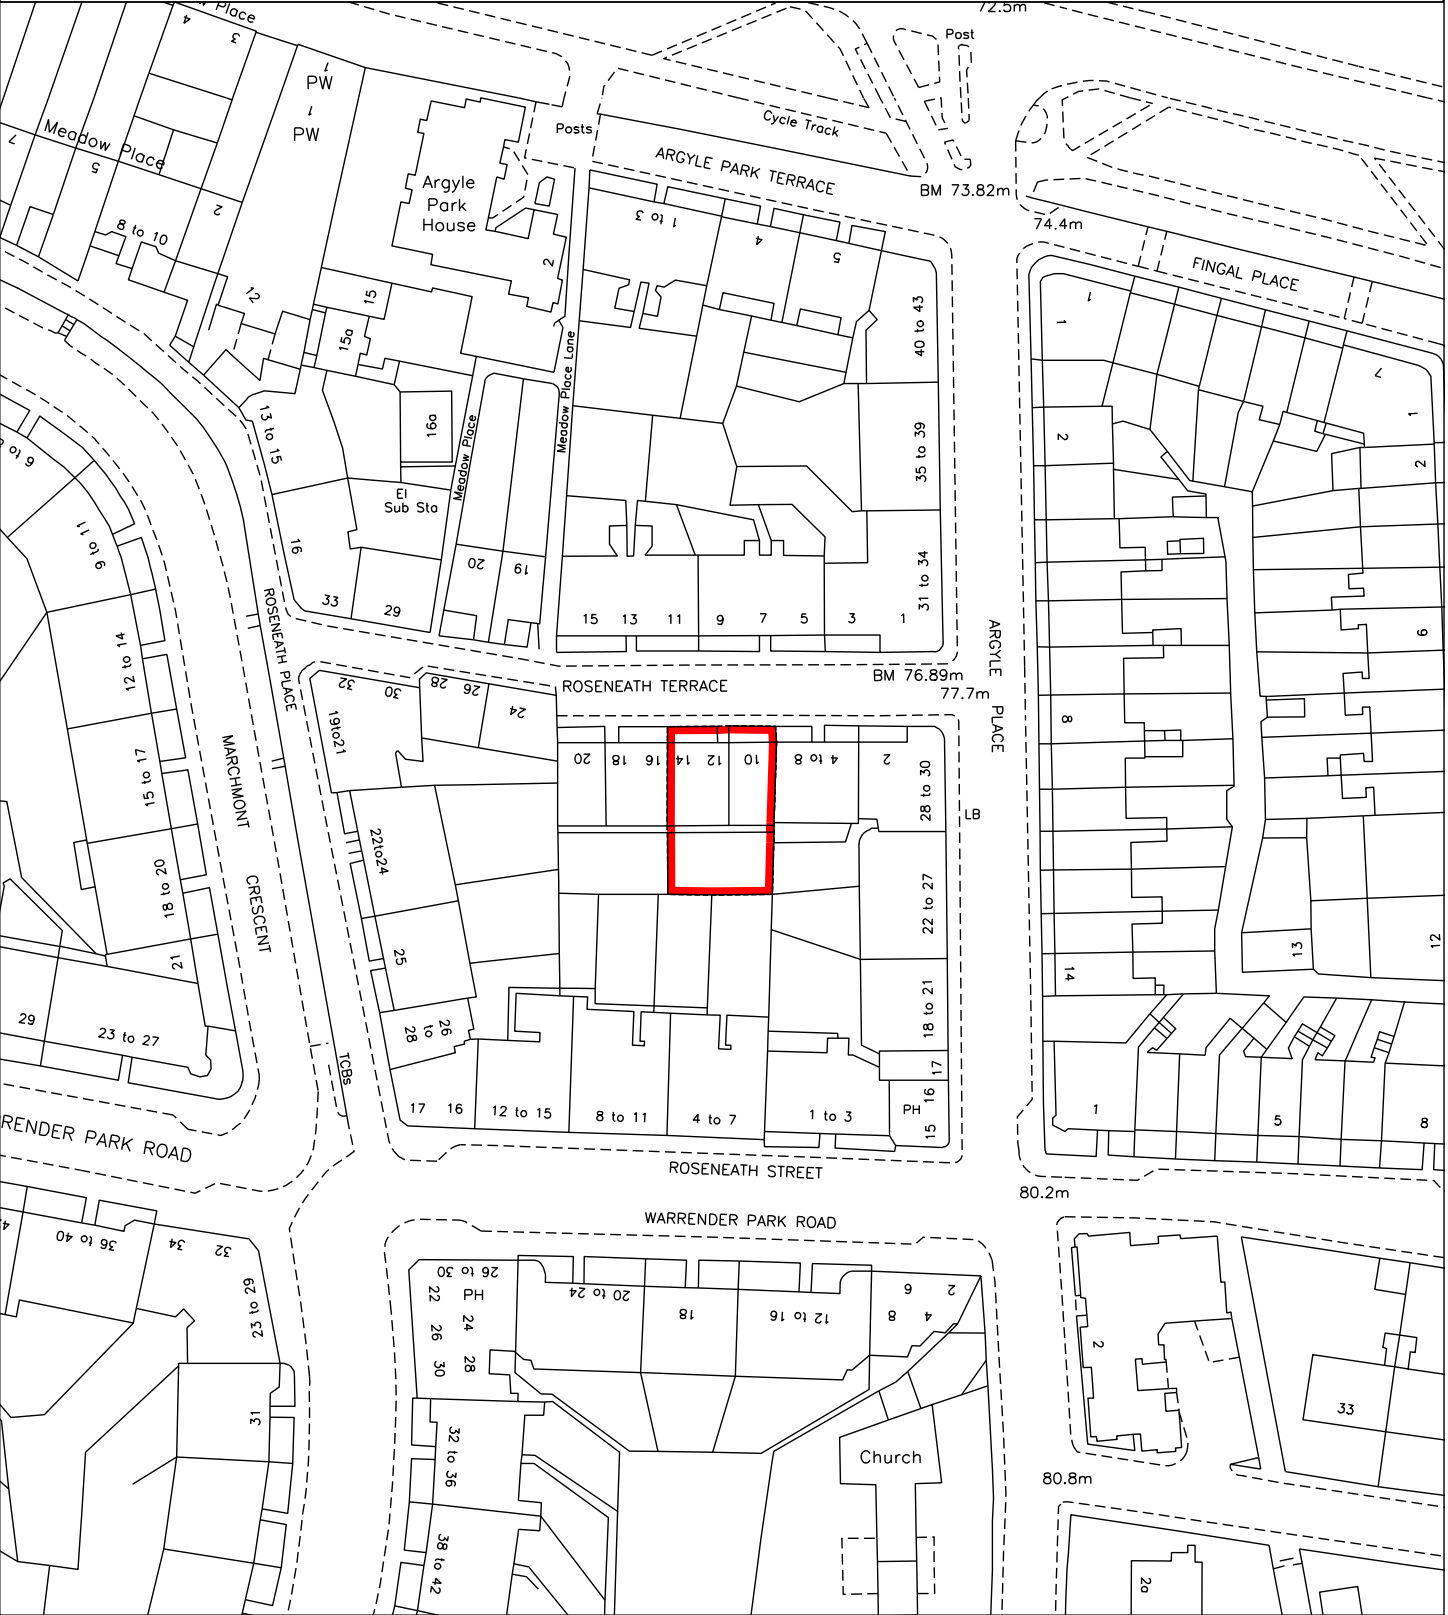 72.5m
Post
4
3
1
PW
1
PW
Cycle Track
Posts
7
Meadow Place
5
2
8 to 10
ARGYLE PARK TERRACE
BM 73.82m
74.4m
Argyle
Park
House
2
1 to 3
4
5
FINGAL PLACE
12
15
15a
40 to 43
1
1
7
1
Meadow Place Lane
13 to 15
16a
Meadow Place
35 to 39
2
2
El
Sub Sta
9 to 11
16
20
19
31 to 34
33
29
15
13
11
9
7
5
3
1
ROSENEATH PLACE
12 to 14
ARGYLE
PLACE
6
BM 76.89m
77.7m
ROSENEATH TERRACE
32
30
28
26
24
19to21
8
MARCHMONT
CRESCENT
15 to 17
20
18
16
14
12
10
4 to 8
2
28 to 30
LB
22to24
18 to 20
22 to 27
21
25
12
13
14
29
23 to 27
26
to
28
18 to 21
17
TCBs
17
16
12 to 15
8 to 11
4 to 7
1 to 3
PH
16
15
1
5
8
RENDER PARK ROAD
ROSENEATH STREET
80.2m
WARRENDER PARK ROAD
36 to 40
34
32
23 to 29
26 to 30
22
PH
24
26
28
30
20 to 24
18
12 to 16
6
8
4
2
2
31
33
32 to 36
Church
80.8m
38 to 42
2a